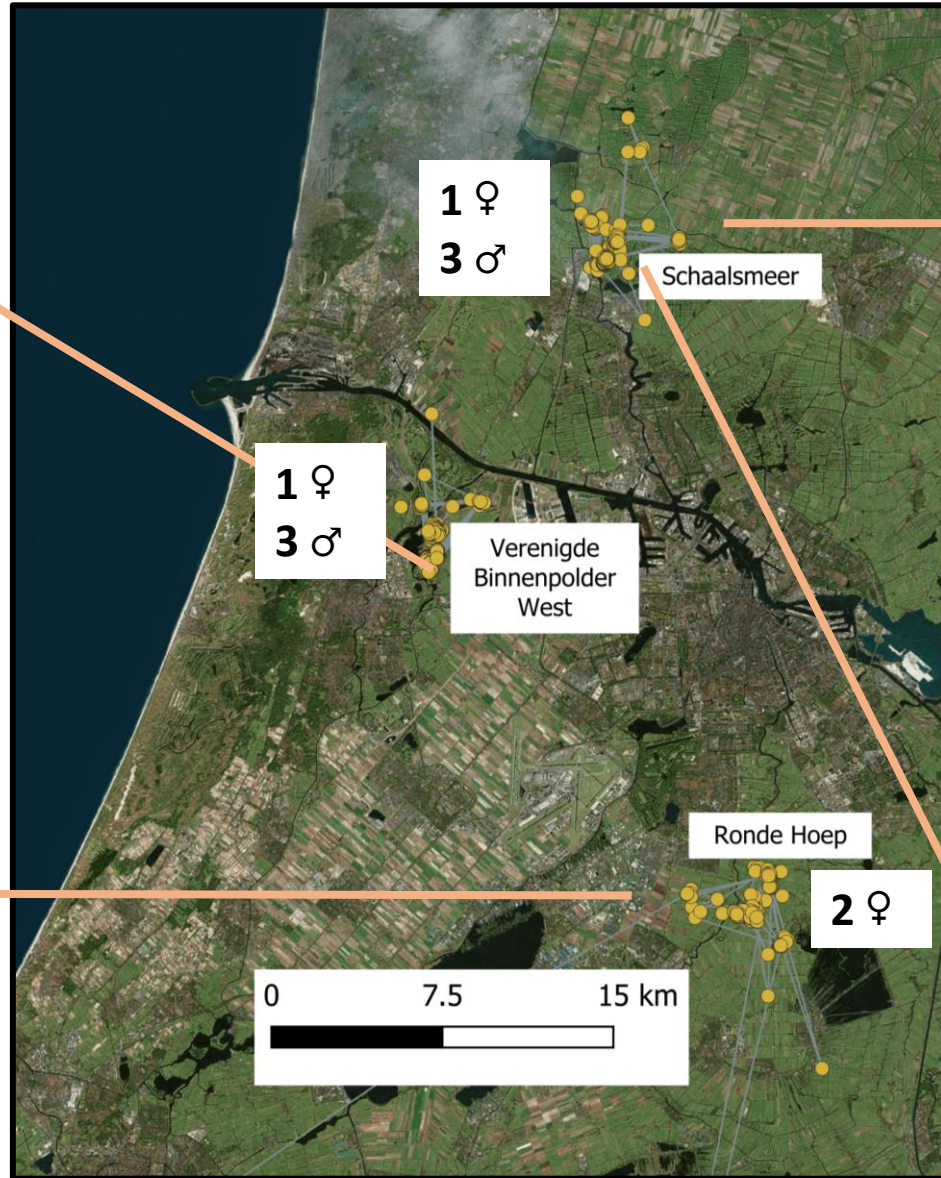 1 ♀
3 ♂
Schaalsmeer
1 ♀
3 ♂
Verenigde
Binnenpolder
West
Ronde Hoep
2 ♀
0 7.5 15 km